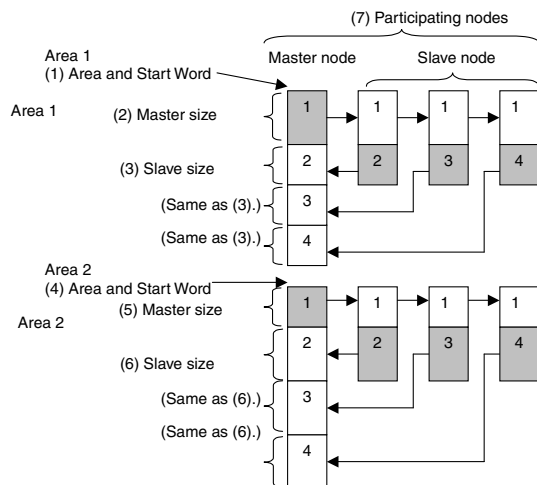 (7) Participating nodes
Area 1
(1) Area and Start Word
Master node
Slave node
Area 1
(2) Master size
1 1 1 1
(3) Slave size
2 2 3 4
(Same as (3).)
3
(Same as (3).)
4
Area 2
(4) Area and Start Word
(5) Master size
1 1 1 1
Area 2
(6) Slave size
2 2 3 4
(Same as (6).)
3
(Same as (6).)
4